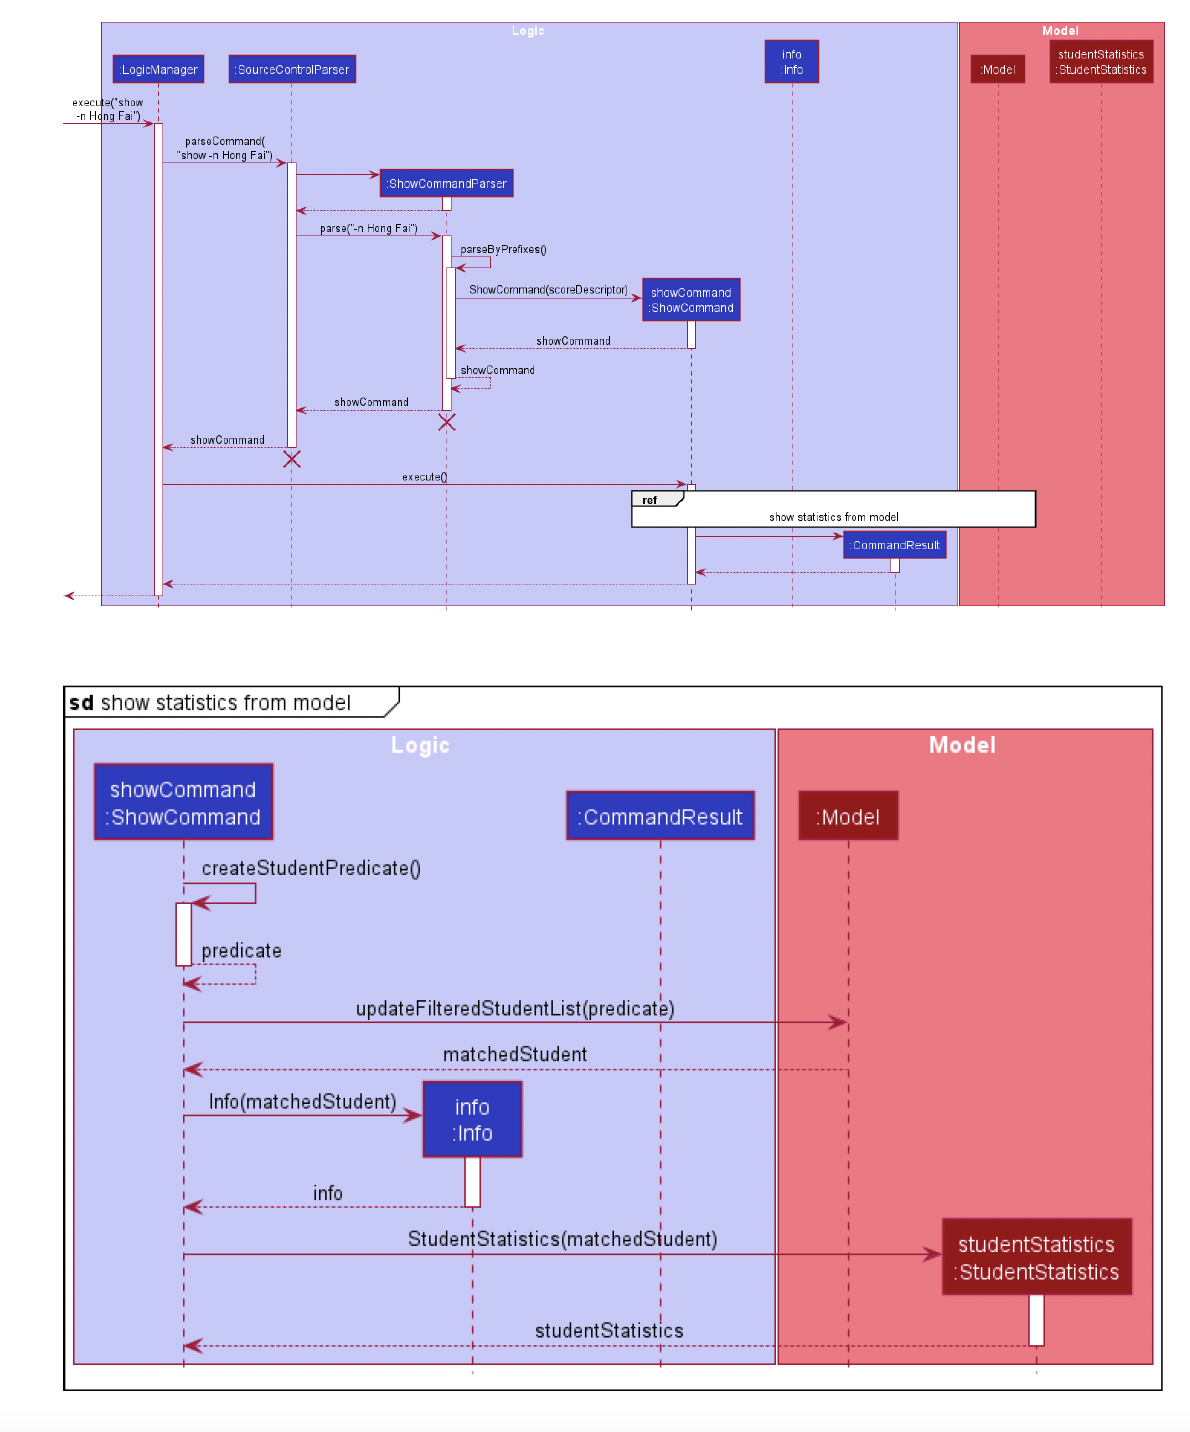 Logic
Model
:LogicManager
:SourceControlParser
info
:Info
:Model
studentStatistics
:StudentStatistics
execute("show
-n Hong Fai")
parseCommand(
"show -n Hong Fai")
:ShowCommandParser
parse("-n Hong Fai")
parseByPrefixes()
ShowCommand(scoreDescriptor)
showCommand
:ShowCommand
showCommand
showCommand
showCommand
showCommand
execute()
ref
show statistics from model
:CommandResult
sd show statistics from model
Logic
Model
showCommand
:ShowCommand
:CommandResult
:Model
createStudentPredicate()
predicate
updateFilteredStudentList(predicate)
matchedStudent
Info(matchedStudent)
info
:Info
info
StudentStatistics(matchedStudent)
studentStatistics
:StudentStatistics
studentStatistics